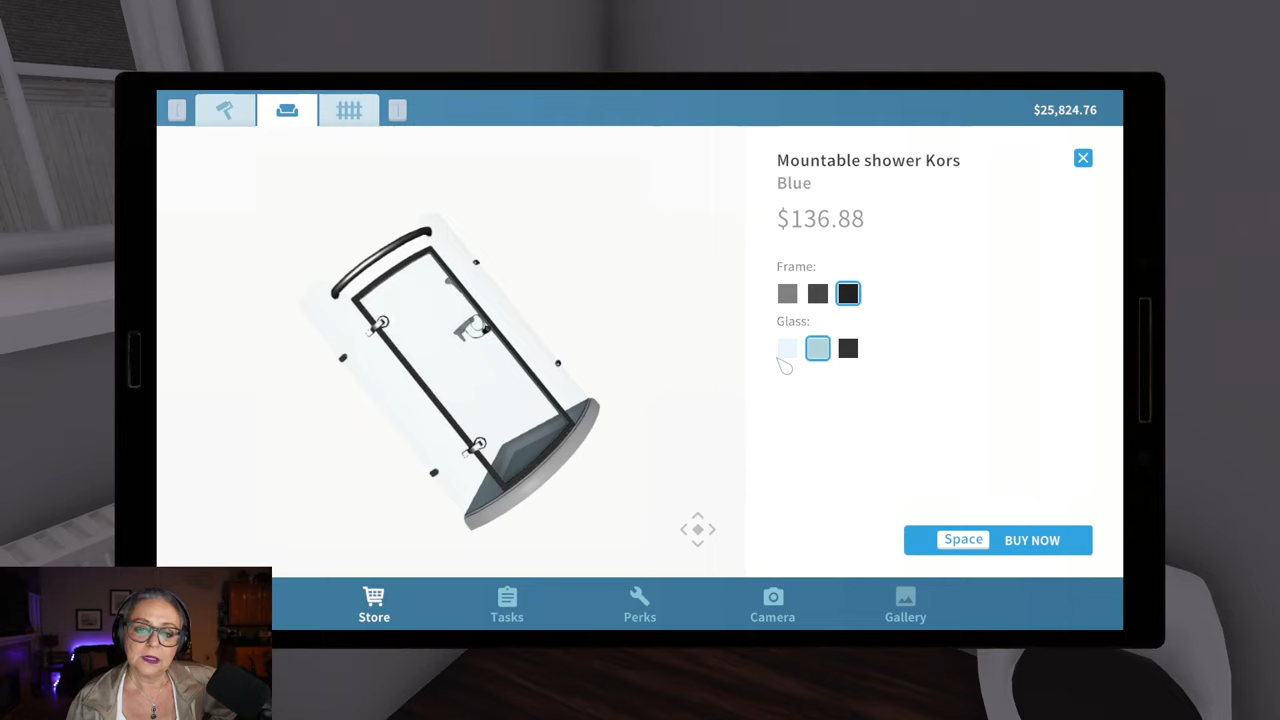 $25,824.76
Mountable shower Kors
Blue
$136.88
Frame:
Glass:
Space BUY NOW
Store Tasks Perks Camera Gallery